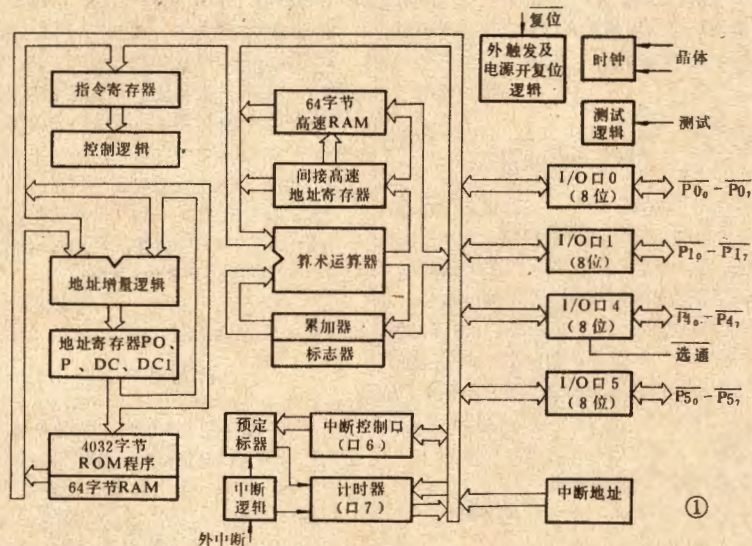 复位
外触发及
电源开复位
逻辑
时钟
晶体
测试
逻辑
测试
指令寄存器
控制逻辑
64字节
高速RAM
间接高速
地址寄存器
算术运算器
累加器
标志器
地址增量逻辑
地址寄存器PO、
P、DC、DC1
4032字节
ROM程序
64字节RAM
I/O口0
(8位)
P0₀-P0₇
I/O口1
(8位)
P1₀-P1₇
I/O口4
(8位)
P4₀-P4₇
选通
I/O口5
(8位)
P5₀-P5₇
预定
标器
中断控制口
(口6)
中断
逻辑
计时器
(口7)
外中断
中断地址
①